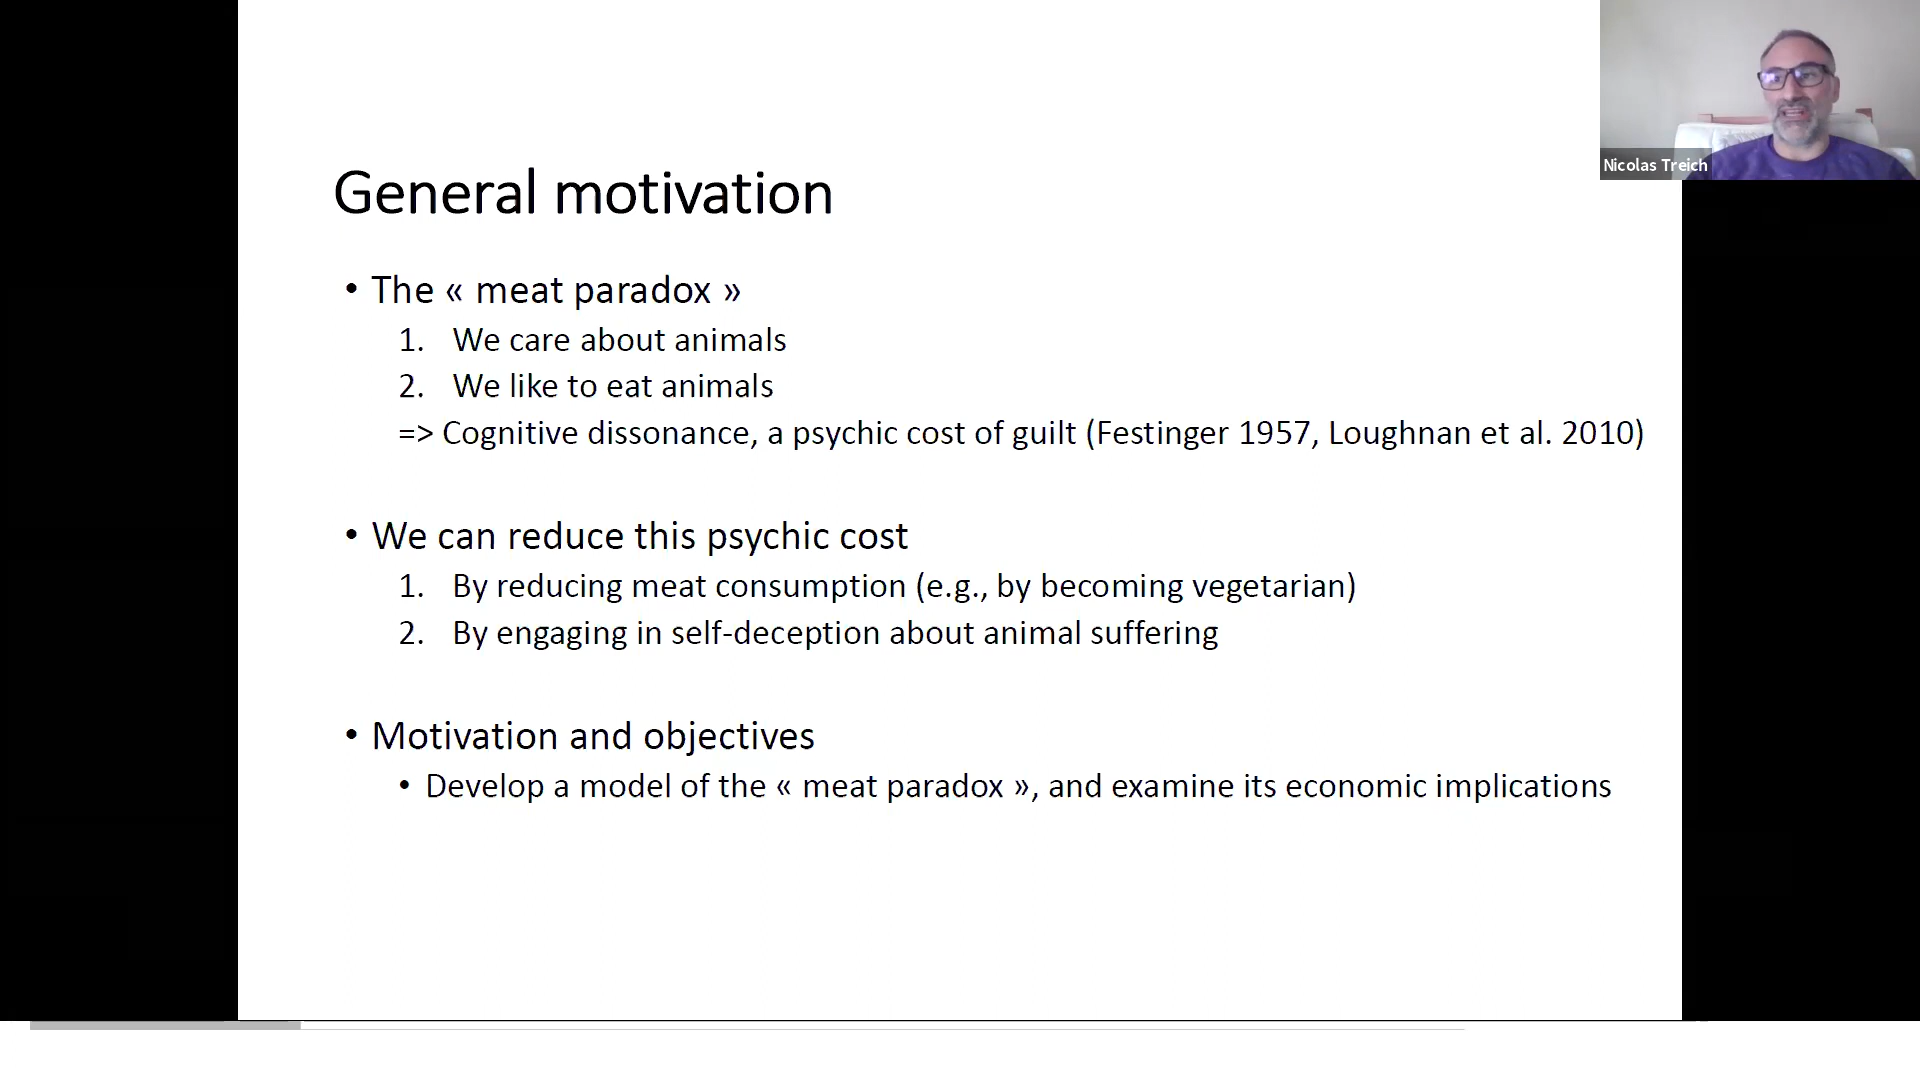 Nicolas Treich
General motivation
• The « meat paradox »
1. We care about animals
2. We like to eat animals
=> Cognitive dissonance, a psychic cost of guilt (Festinger 1957, Loughnan et al. 2010)
• We can reduce this psychic cost
1. By reducing meat consumption (e.g., by becoming vegetarian)
2. By engaging in self-deception about animal suffering
• Motivation and objectives
• Develop a model of the « meat paradox », and examine its economic implications